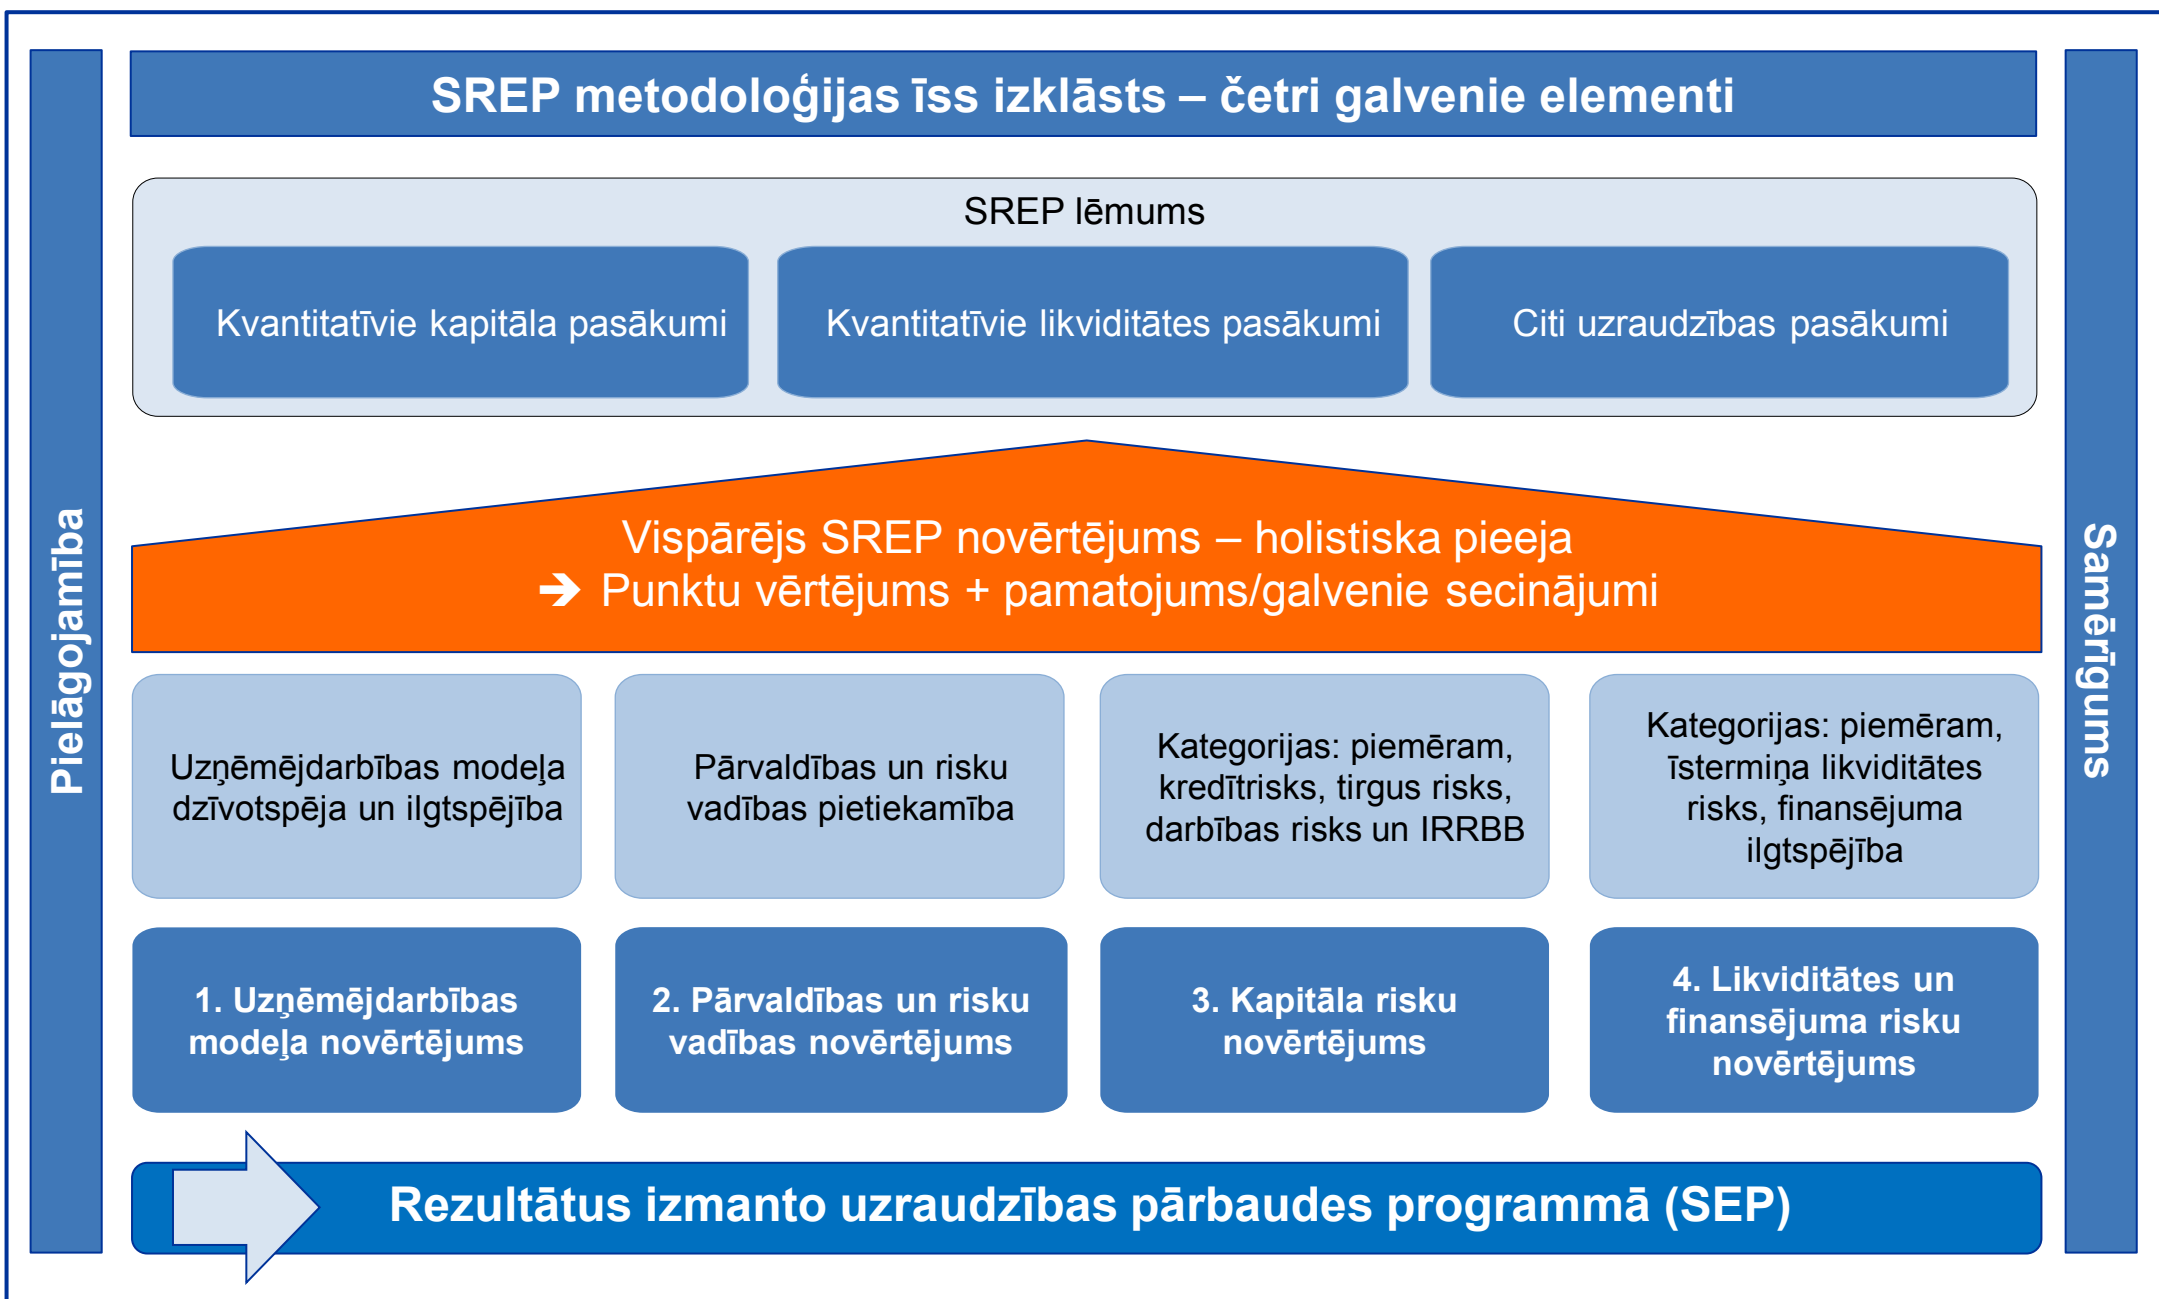 SREP metodoloģijas īss izklāsts – četri galvenie elementi
Pielāgojamība
Samērīgums
SREP lēmums
Kvantitatīvie kapitāla pasākumi
Kvantitatīvie likviditātes pasākumi
Citi uzraudzības pasākumi
Vispārējs SREP novērtējums – holistiska pieeja
➔ Punktu vērtējums + pamatojums/galvenie secinājumi
Uzņēmējdarbības modeļa
dzīvotspēja un ilgtspējība
Pārvaldības un risku
vadības pietiekamība
Kategorijas: piemēram,
kredītrisks, tirgus risks,
darbības risks un IRRBB
Kategorijas: piemēram,
īstermiņa likviditātes
risks, finansējuma
ilgtspējība
1. Uzņēmējdarbības
modeļa novērtējums
2. Pārvaldības un risku
vadības novērtējums
3. Kapitāla risku
novērtējums
4. Likviditātes un
finansējuma risku
novērtējums
Rezultātus izmanto uzraudzības pārbaudes programmā (SEP)